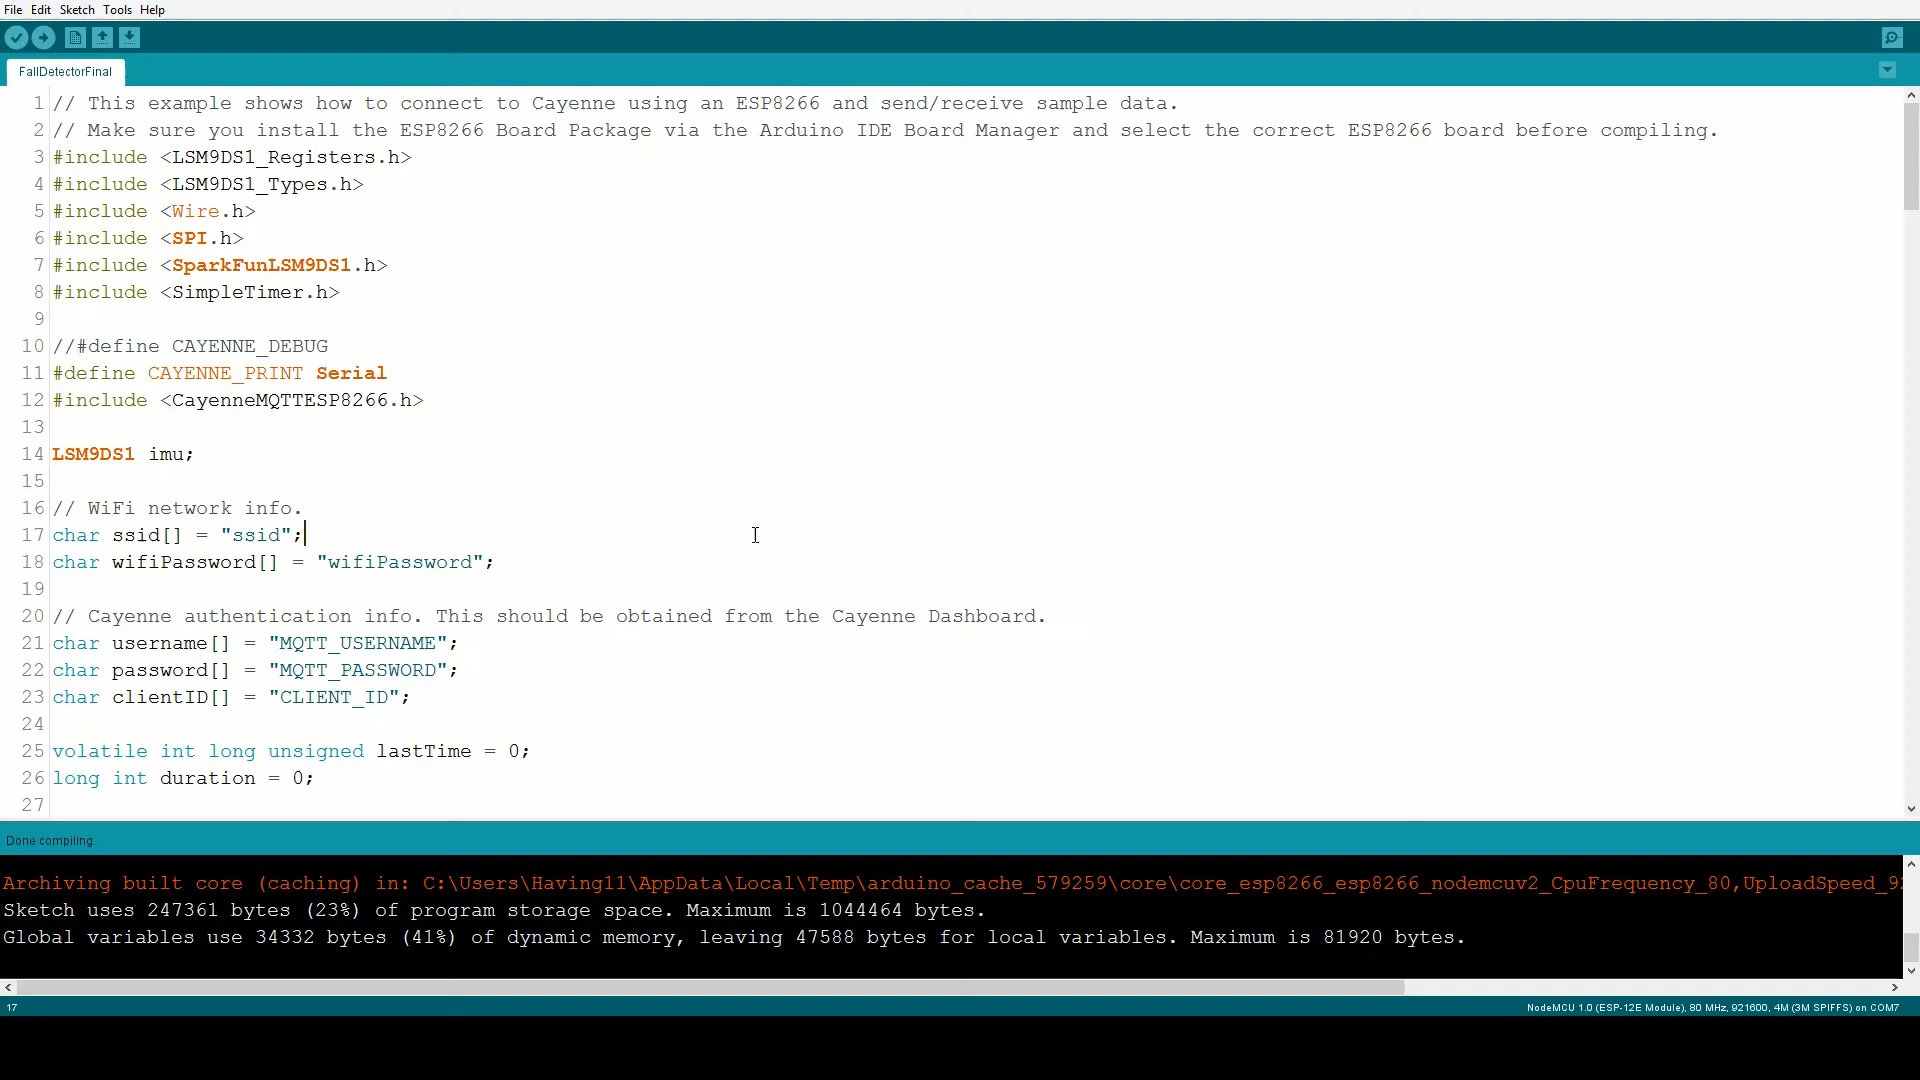 File Edit Sketch Tools Help
FallDetectorFinal
1 // This example shows how to connect to Cayenne using an ESP8266 and send/receive sample data.
2 // Make sure you install the ESP8266 Board Package via the Arduino IDE Board Manager and select the correct ESP8266 board before compiling.
3 #include <LSM9DS1_Registers.h>
4 #include <LSM9DS1_Types.h>
5 #include <Wire.h>
6 #include <SPI.h>
7 #include <SparkFunLSM9DS1.h>
8 #include <SimpleTimer.h>
9
10 //#define CAYENNE_DEBUG
11 #define CAYENNE_PRINT Serial
12 #include <CayenneMQTTESP8266.h>
13
14 LSM9DS1 imu;
15
16 // WiFi network info.
17 char ssid[] = "ssid";
18 char wifiPassword[] = "wifiPassword";
19
20 // Cayenne authentication info. This should be obtained from the Cayenne Dashboard.
21 char username[] = "MQTT_USERNAME";
22 char password[] = "MQTT_PASSWORD";
23 char clientID[] = "CLIENT_ID";
24
25 volatile int long unsigned lastTime = 0;
26 long int duration = 0;
27
Done compiling.
Archiving built core (caching) in: C:\Users\Having11\AppData\Local\Temp\arduino_cache_579259\core\core_esp8266_esp8266_nodemcuv2_CpuFrequency_80,UploadSpeed_92
Sketch uses 247361 bytes (23%) of program storage space. Maximum is 1044464 bytes.
Global variables use 34332 bytes (41%) of dynamic memory, leaving 47588 bytes for local variables. Maximum is 81920 bytes.
17
NodeMCU 1.0 (ESP-12E Module), 80 MHz, 921600, 4M (3M SPIFFS) on COM7